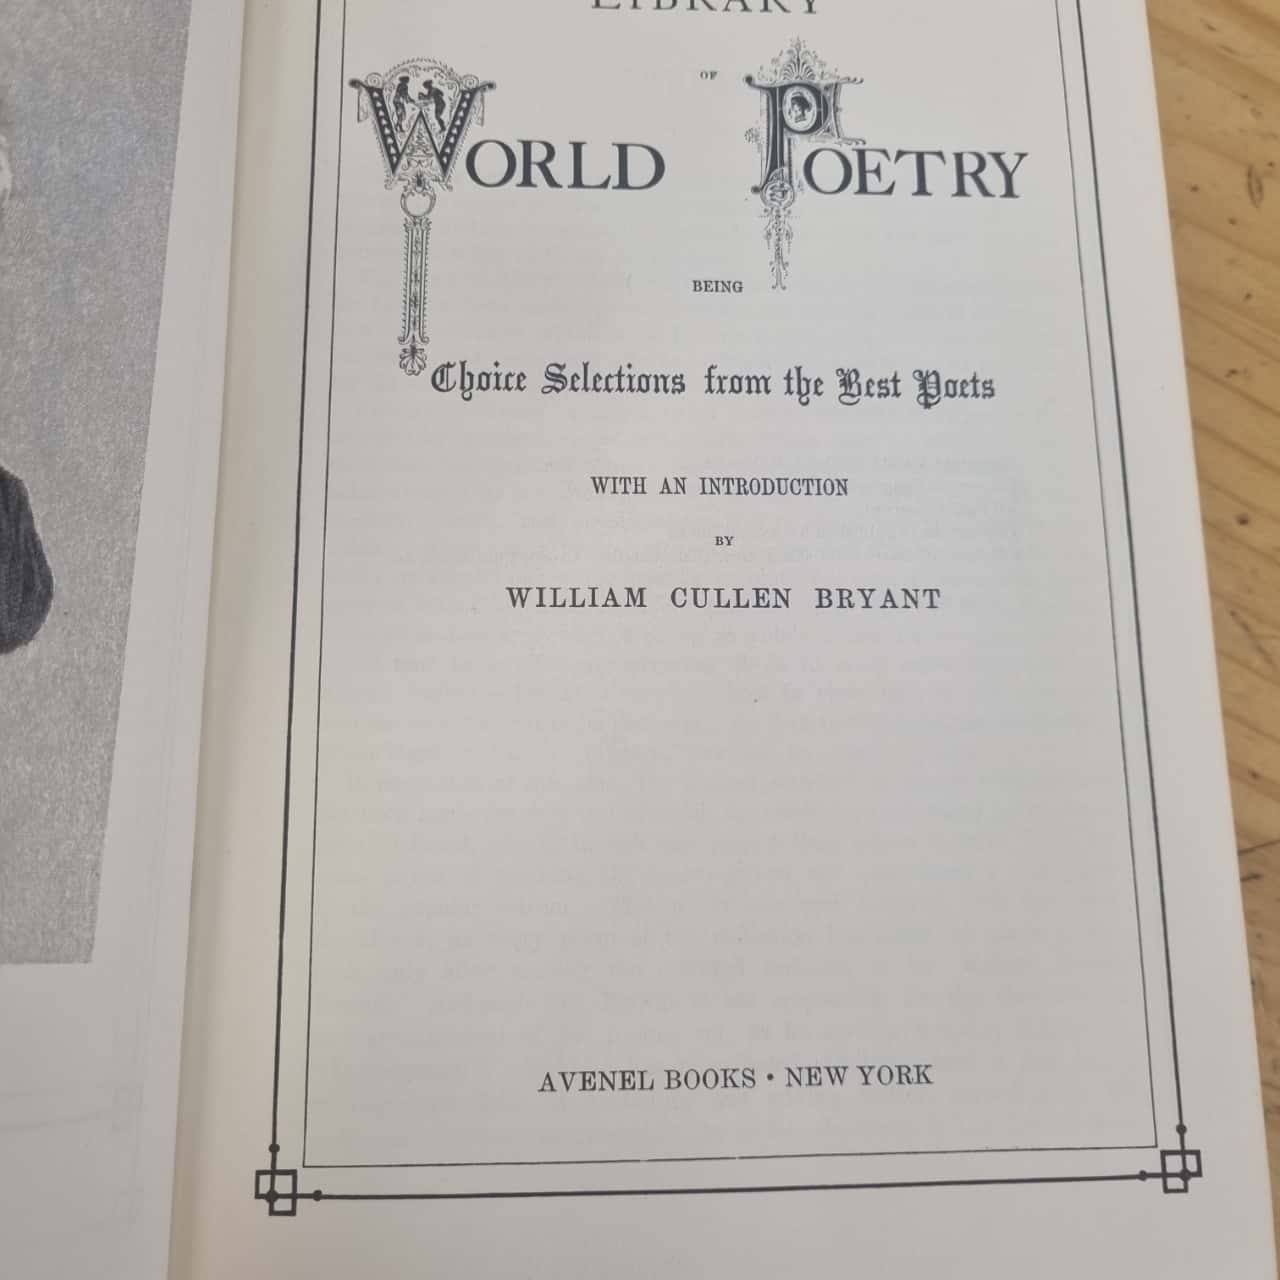 LIBRARY
OF
WORLD POETRY
BEING
Choice Selections from the Best Poets
WITH AN INTRODUCTION
BY
WILLIAM CULLEN BRYANT
AVENEL BOOKS • NEW YORK